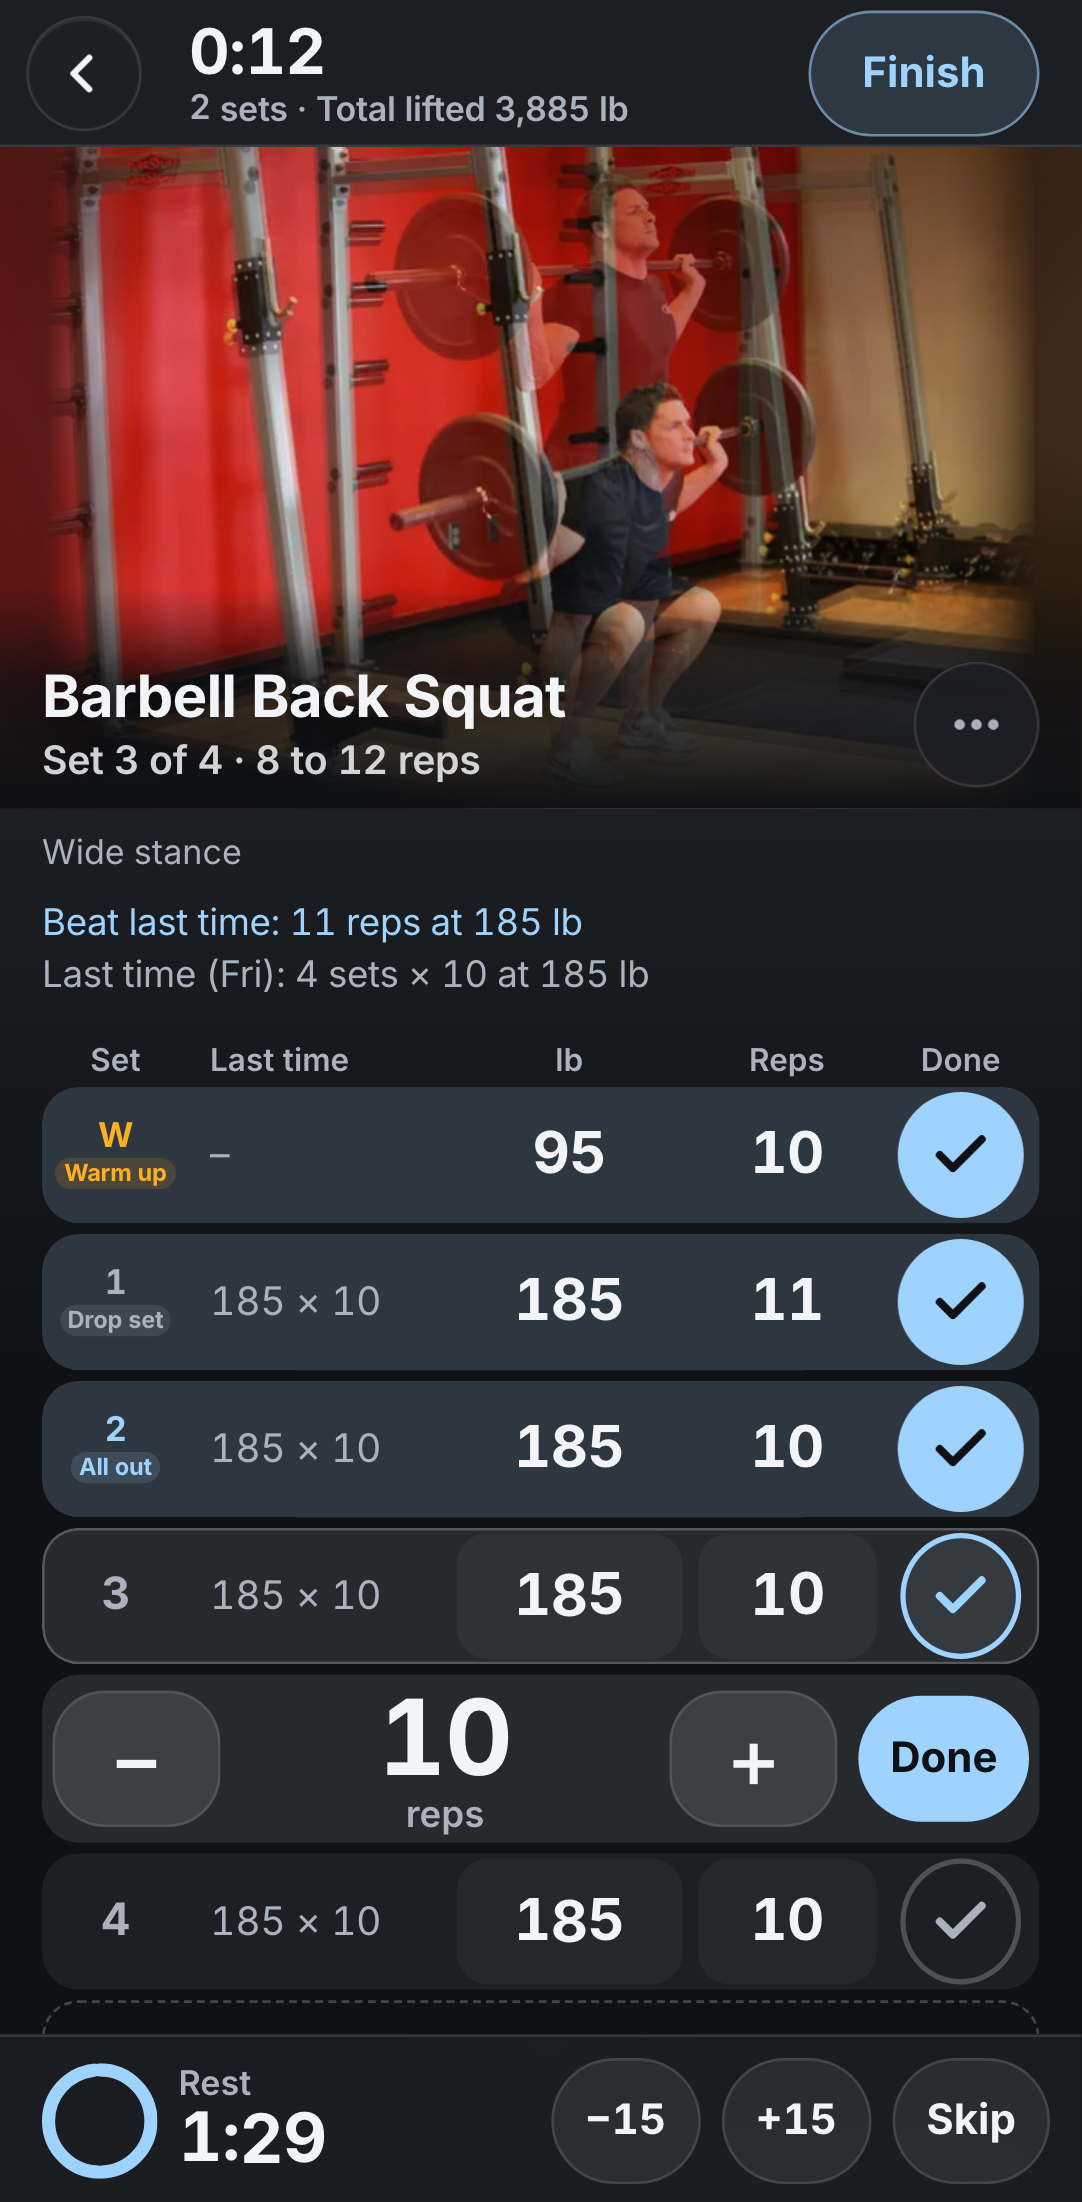 0:12
2 sets · Total lifted 3,885 lb
Finish
Barbell Back Squat
Set 3 of 4 · 8 to 12 reps
Wide stance
Beat last time: 11 reps at 185 lb
Last time (Fri): 4 sets × 10 at 185 lb
Set Last time lb Reps Done
W
Warm up
– 95 10
1
Drop set
185 × 10 185 11
2
All out
185 × 10 185 10
3 185 × 10 185 10
− 10 + Done
reps
4 185 × 10 185 10
Rest
1:29
−15 +15 Skip